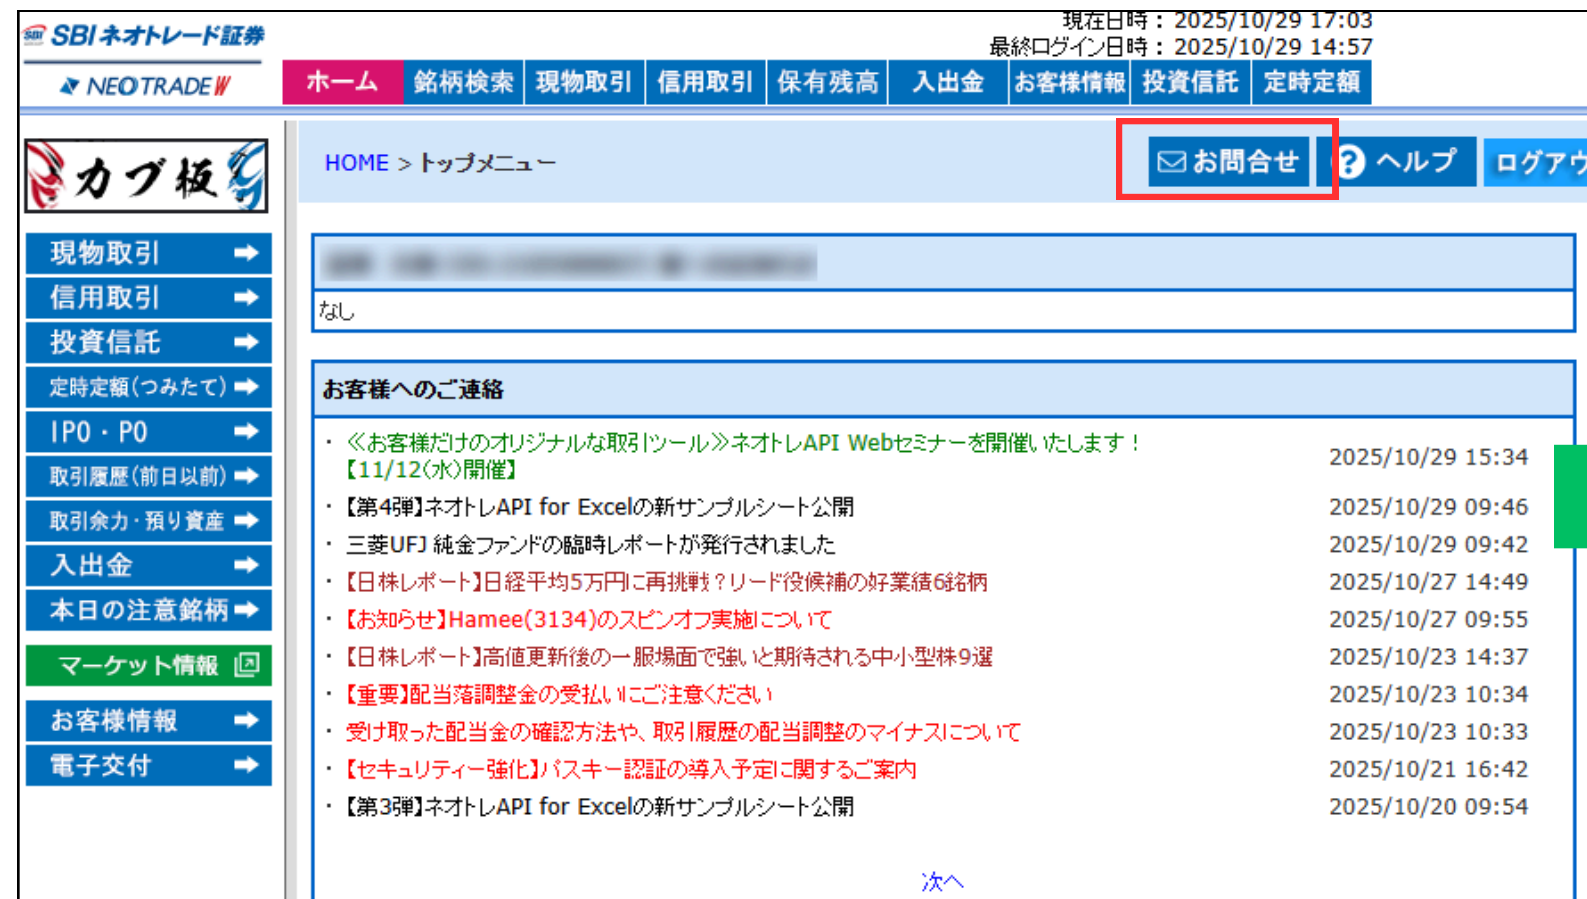 現在日時： 2025/10/29 17:03
SBI SBIネオトレード証券
最終ログイン日時： 2025/10/29 14:57
NEOTRADE W
ホーム 銘柄検索 現物取引 信用取引 保有残高 入出金 お客様情報 投資信託 定時定額
カブ板
HOME > トップメニュー
お問合せ ? ヘルプ ログアウ
現物取引
信用取引
投資信託
定時定額(つみたて)
IPO・PO
取引履歴(前日以前)
取引余力・預り資産
入出金
本日の注意銘柄
マーケット情報
お客様情報
電子交付
なし
お客様へのご連絡
・ ≪お客様だけのオリジナルな取引ツール≫ネオトレAPI Webセミナーを開催いたします！
【11/12(水)開催】 2025/10/29 15:34
・ 【第4弾】ネオトレAPI for Excelの新サンプルシート公開 2025/10/29 09:46
・ 三菱UFJ 純金ファンドの臨時レポートが発行されました 2025/10/29 09:42
・ 【日株レポート】日経平均5万円に再挑戦？リード役候補の好業績6銘柄 2025/10/27 14:49
・ 【お知らせ】Hamee(3134)のスピンオフ実施について 2025/10/27 09:55
・ 【日株レポート】高値更新後の一服場面で強いと期待される中小型株9選 2025/10/23 14:37
・ 【重要】配当落調整金の受払いにご注意ください 2025/10/23 10:34
・ 受け取った配当金の確認方法や、取引履歴の配当調整のマイナスについて 2025/10/23 10:33
・ 【セキュリティー強化】パスキー認証の導入予定に関するご案内 2025/10/21 16:42
・ 【第3弾】ネオトレAPI for Excelの新サンプルシート公開 2025/10/20 09:54
次へ